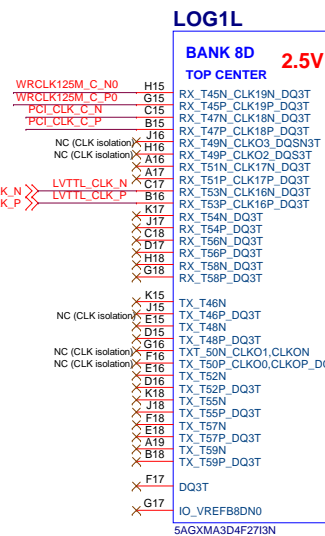 LOG1L
BANK 8D 2.5V
TOP CENTER
WRCLK125M_C_N0 H15 RX_T45N_CLK19N_DQ3T
WRCLK125M_C_P0 G15 RX_T45P_CLK19P_DQ3T
PCI_CLK_C_N C15 RX_T47N_CLK18N_DQ3T
PCI_CLK_C_P B15 RX_T47P_CLK18P_DQ3T
NC (CLK isolation) J16 RX_T49N_CLKO3_DQSN3T
NC (CLK isolation) H16 RX_T49P_CLKO2_DQS3T
A16 RX_T51N_CLK17N_DQ3T
A17 RX_T51P_CLK17P_DQ3T
K_N LVTTL_CLK_N C17 RX_T53N_CLK16N_DQ3T
K_P LVTTL_CLK_P B16 RX_T53P_CLK16P_DQ3T
K17 RX_T54N_DQ3T
J17 RX_T54P_DQ3T
C18 RX_T56N_DQ3T
D17 RX_T56P_DQ3T
H18 RX_T58N_DQ3T
G18 RX_T58P_DQ3T
K15 TX_T46N
NC (CLK isolation) J15 TX_T46P_DQ3T
E15 TX_T48N
D15 TX_T48P_DQ3T
NC (CLK isolation) G16 TXT_50N_CLKO1,CLKON
NC (CLK isolation) F16 TX_T50P_CLKO0,CLKOP_DQ
E16 TX_T52N
D16 TX_T52P_DQ3T
K18 TX_T55N
J18 TX_T55P_DQ3T
F18 TX_T57N
E18 TX_T57P_DQ3T
A19 TX_T59N
B18 TX_T59P_DQ3T
F17 DQ3T
G17 IO_VREFB8DN0
5AGXMA3D4F27I3N